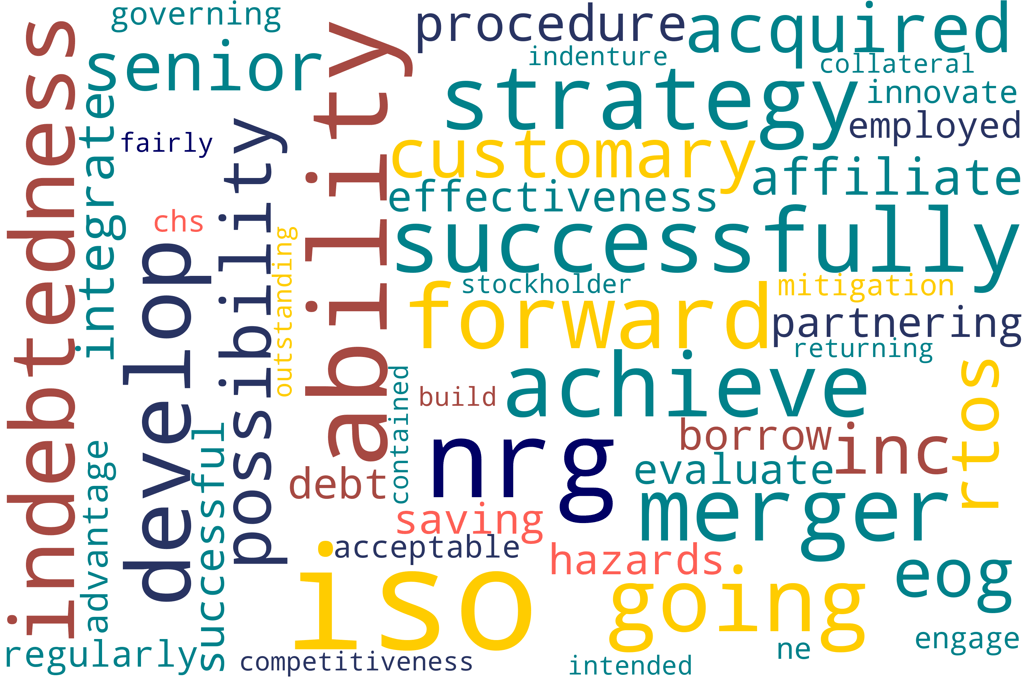 governing
procedure
acquired
indebtedness
senior
ability
indenture
collateral
strategy
innovate
integrate
employed
fairly
customary
possibility
affiliate
effectiveness
chs
successfully
outstanding
develop
stockholder
mitigation
forward
partnering
returning
achieve
rtos
contained
build
successful
borrow
inc
nrg
advantage
evaluate
debt
merger
saving
acceptable
hazards
eog
iso
going
regularly
competitiveness
intended
ne
engage